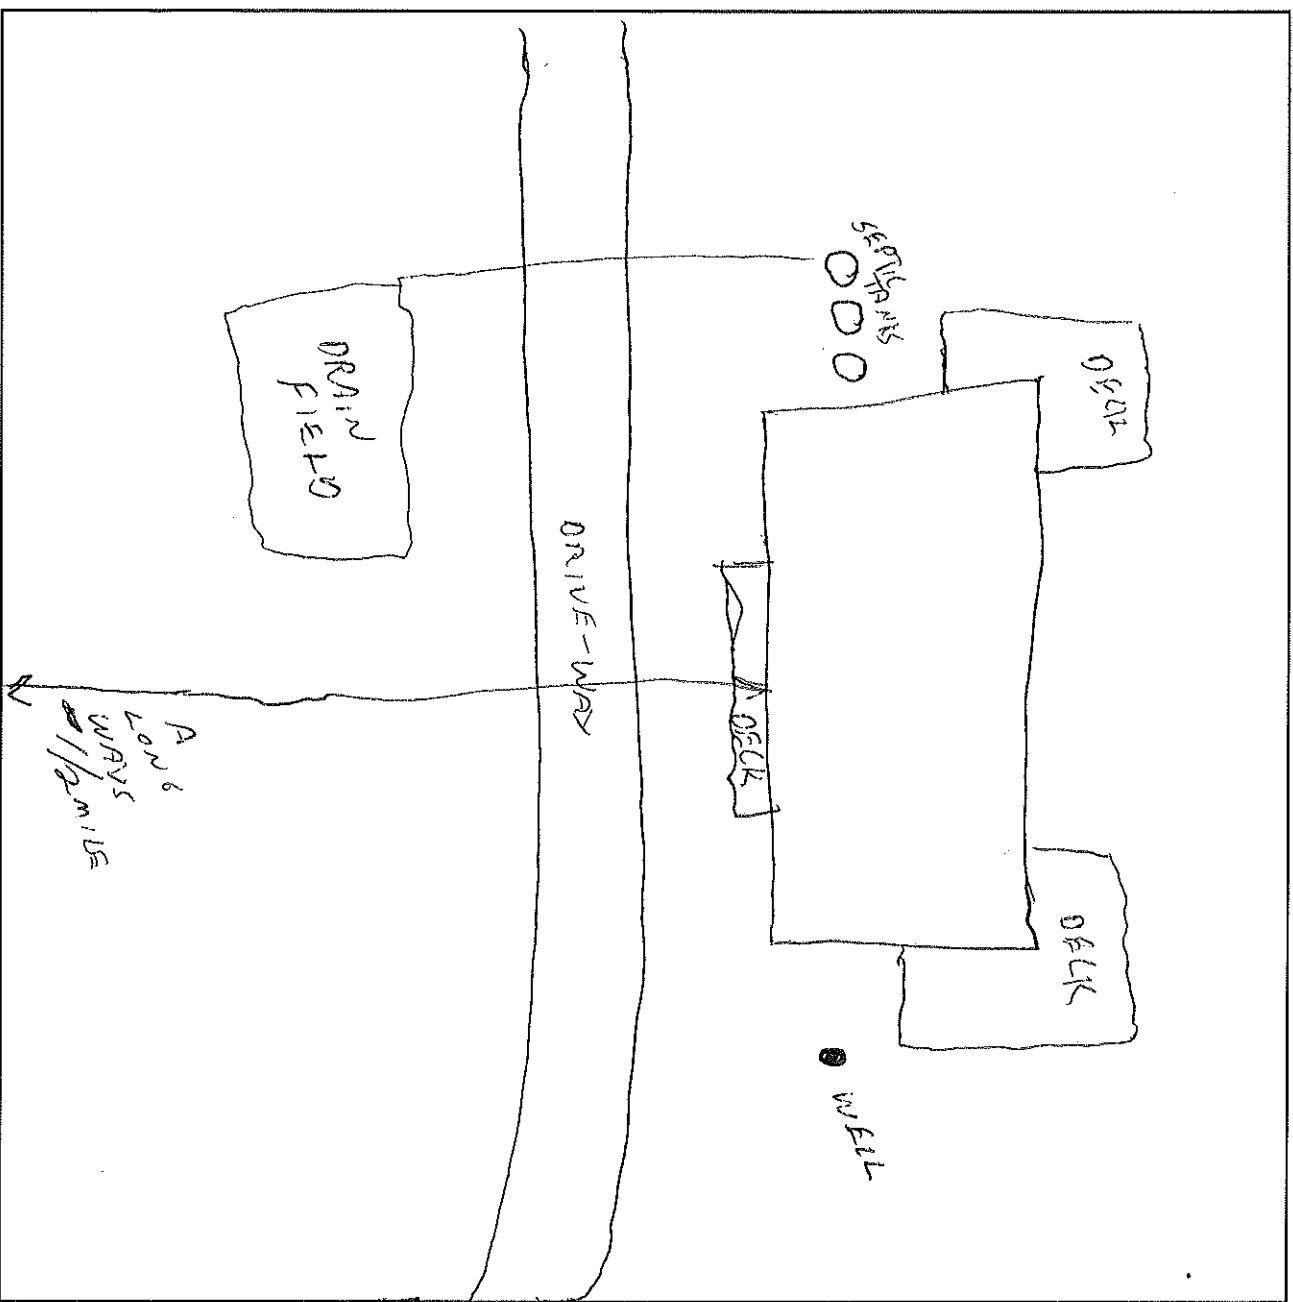 DECK
DECK
SEPTIC
TANKS
WELL
DECK
DRIVE-WAY
DRAIN
FIELD
A
LONG
WAYS
1/2 MILE